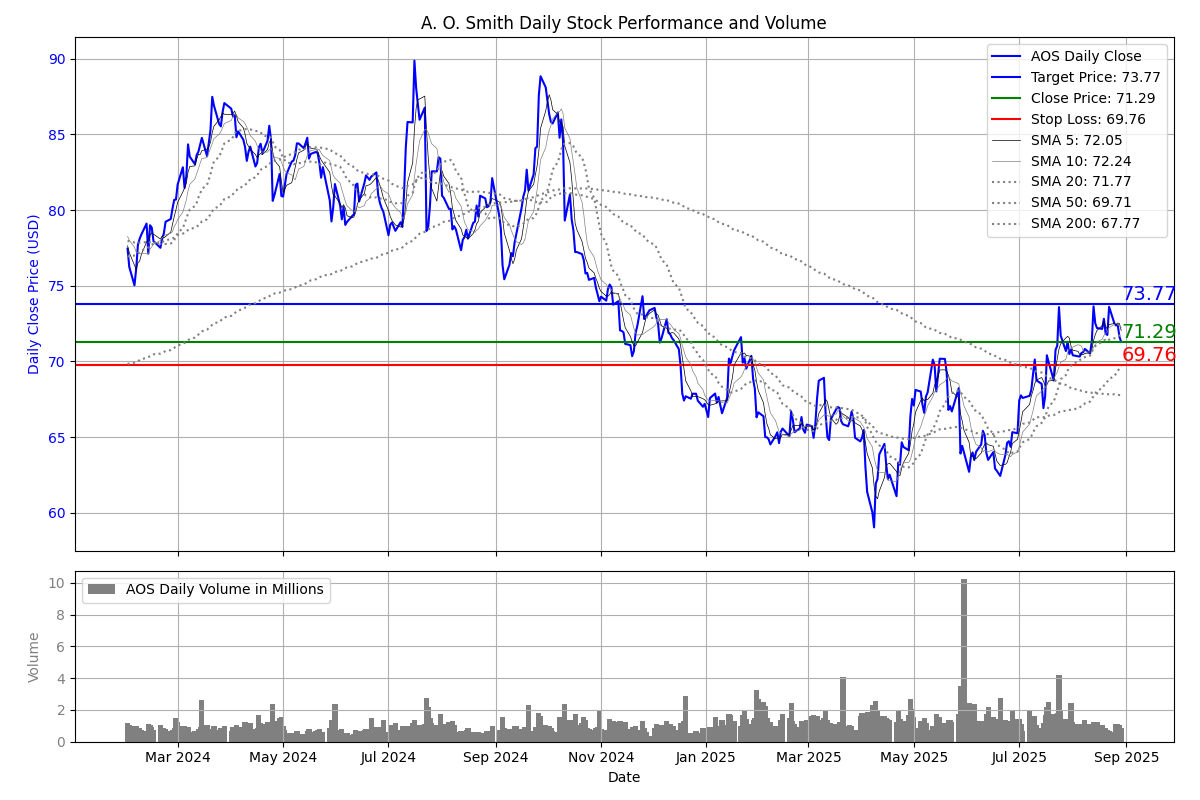 A. O. Smith Daily Stock Performance and Volume
Daily Close Price (USD)
90
85
80
75
70
65
60
AOS Daily Close
Target Price: 73.77
Close Price: 71.29
Stop Loss: 69.76
SMA 5: 72.05
SMA 10: 72.24
SMA 20: 71.77
SMA 50: 69.71
SMA 200: 67.77
73.77
71.29
69.76
Volume
10
8
6
4
2
0
AOS Daily Volume in Millions
Mar 2024 May 2024 Jul 2024 Sep 2024 Nov 2024 Jan 2025 Mar 2025 May 2025 Jul 2025 Sep 2025
Date